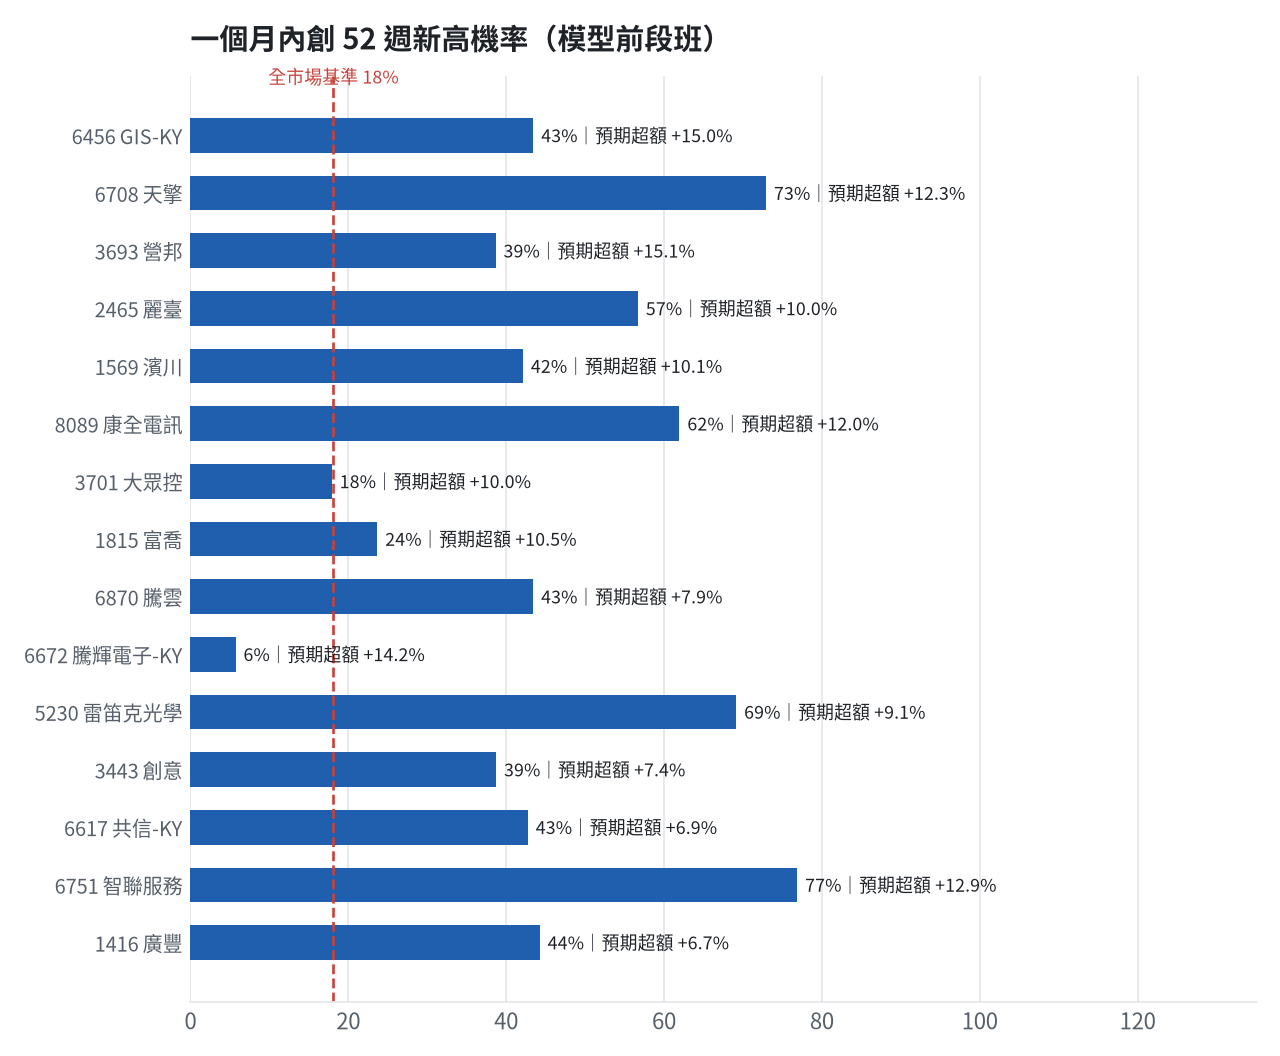 一個月內創 52 週新高機率（模型前段班）
全市場基準 18%
6456 GIS-KY 43%｜預期超額 +15.0%
6708 天擎 73%｜預期超額 +12.3%
3693 營邦 39%｜預期超額 +15.1%
2465 麗臺 57%｜預期超額 +10.0%
1569 濱川 42%｜預期超額 +10.1%
8089 康全電訊 62%｜預期超額 +12.0%
3701 大眾控 18%｜預期超額 +10.0%
1815 富喬 24%｜預期超額 +10.5%
6870 騰雲 43%｜預期超額 +7.9%
6672 騰輝電子-KY 6%｜預期超額 +14.2%
5230 雷笛克光學 69%｜預期超額 +9.1%
3443 創意 39%｜預期超額 +7.4%
6617 共信-KY 43%｜預期超額 +6.9%
6751 智聯服務 77%｜預期超額 +12.9%
1416 廣豐 44%｜預期超額 +6.7%
0 20 40 60 80 100 120